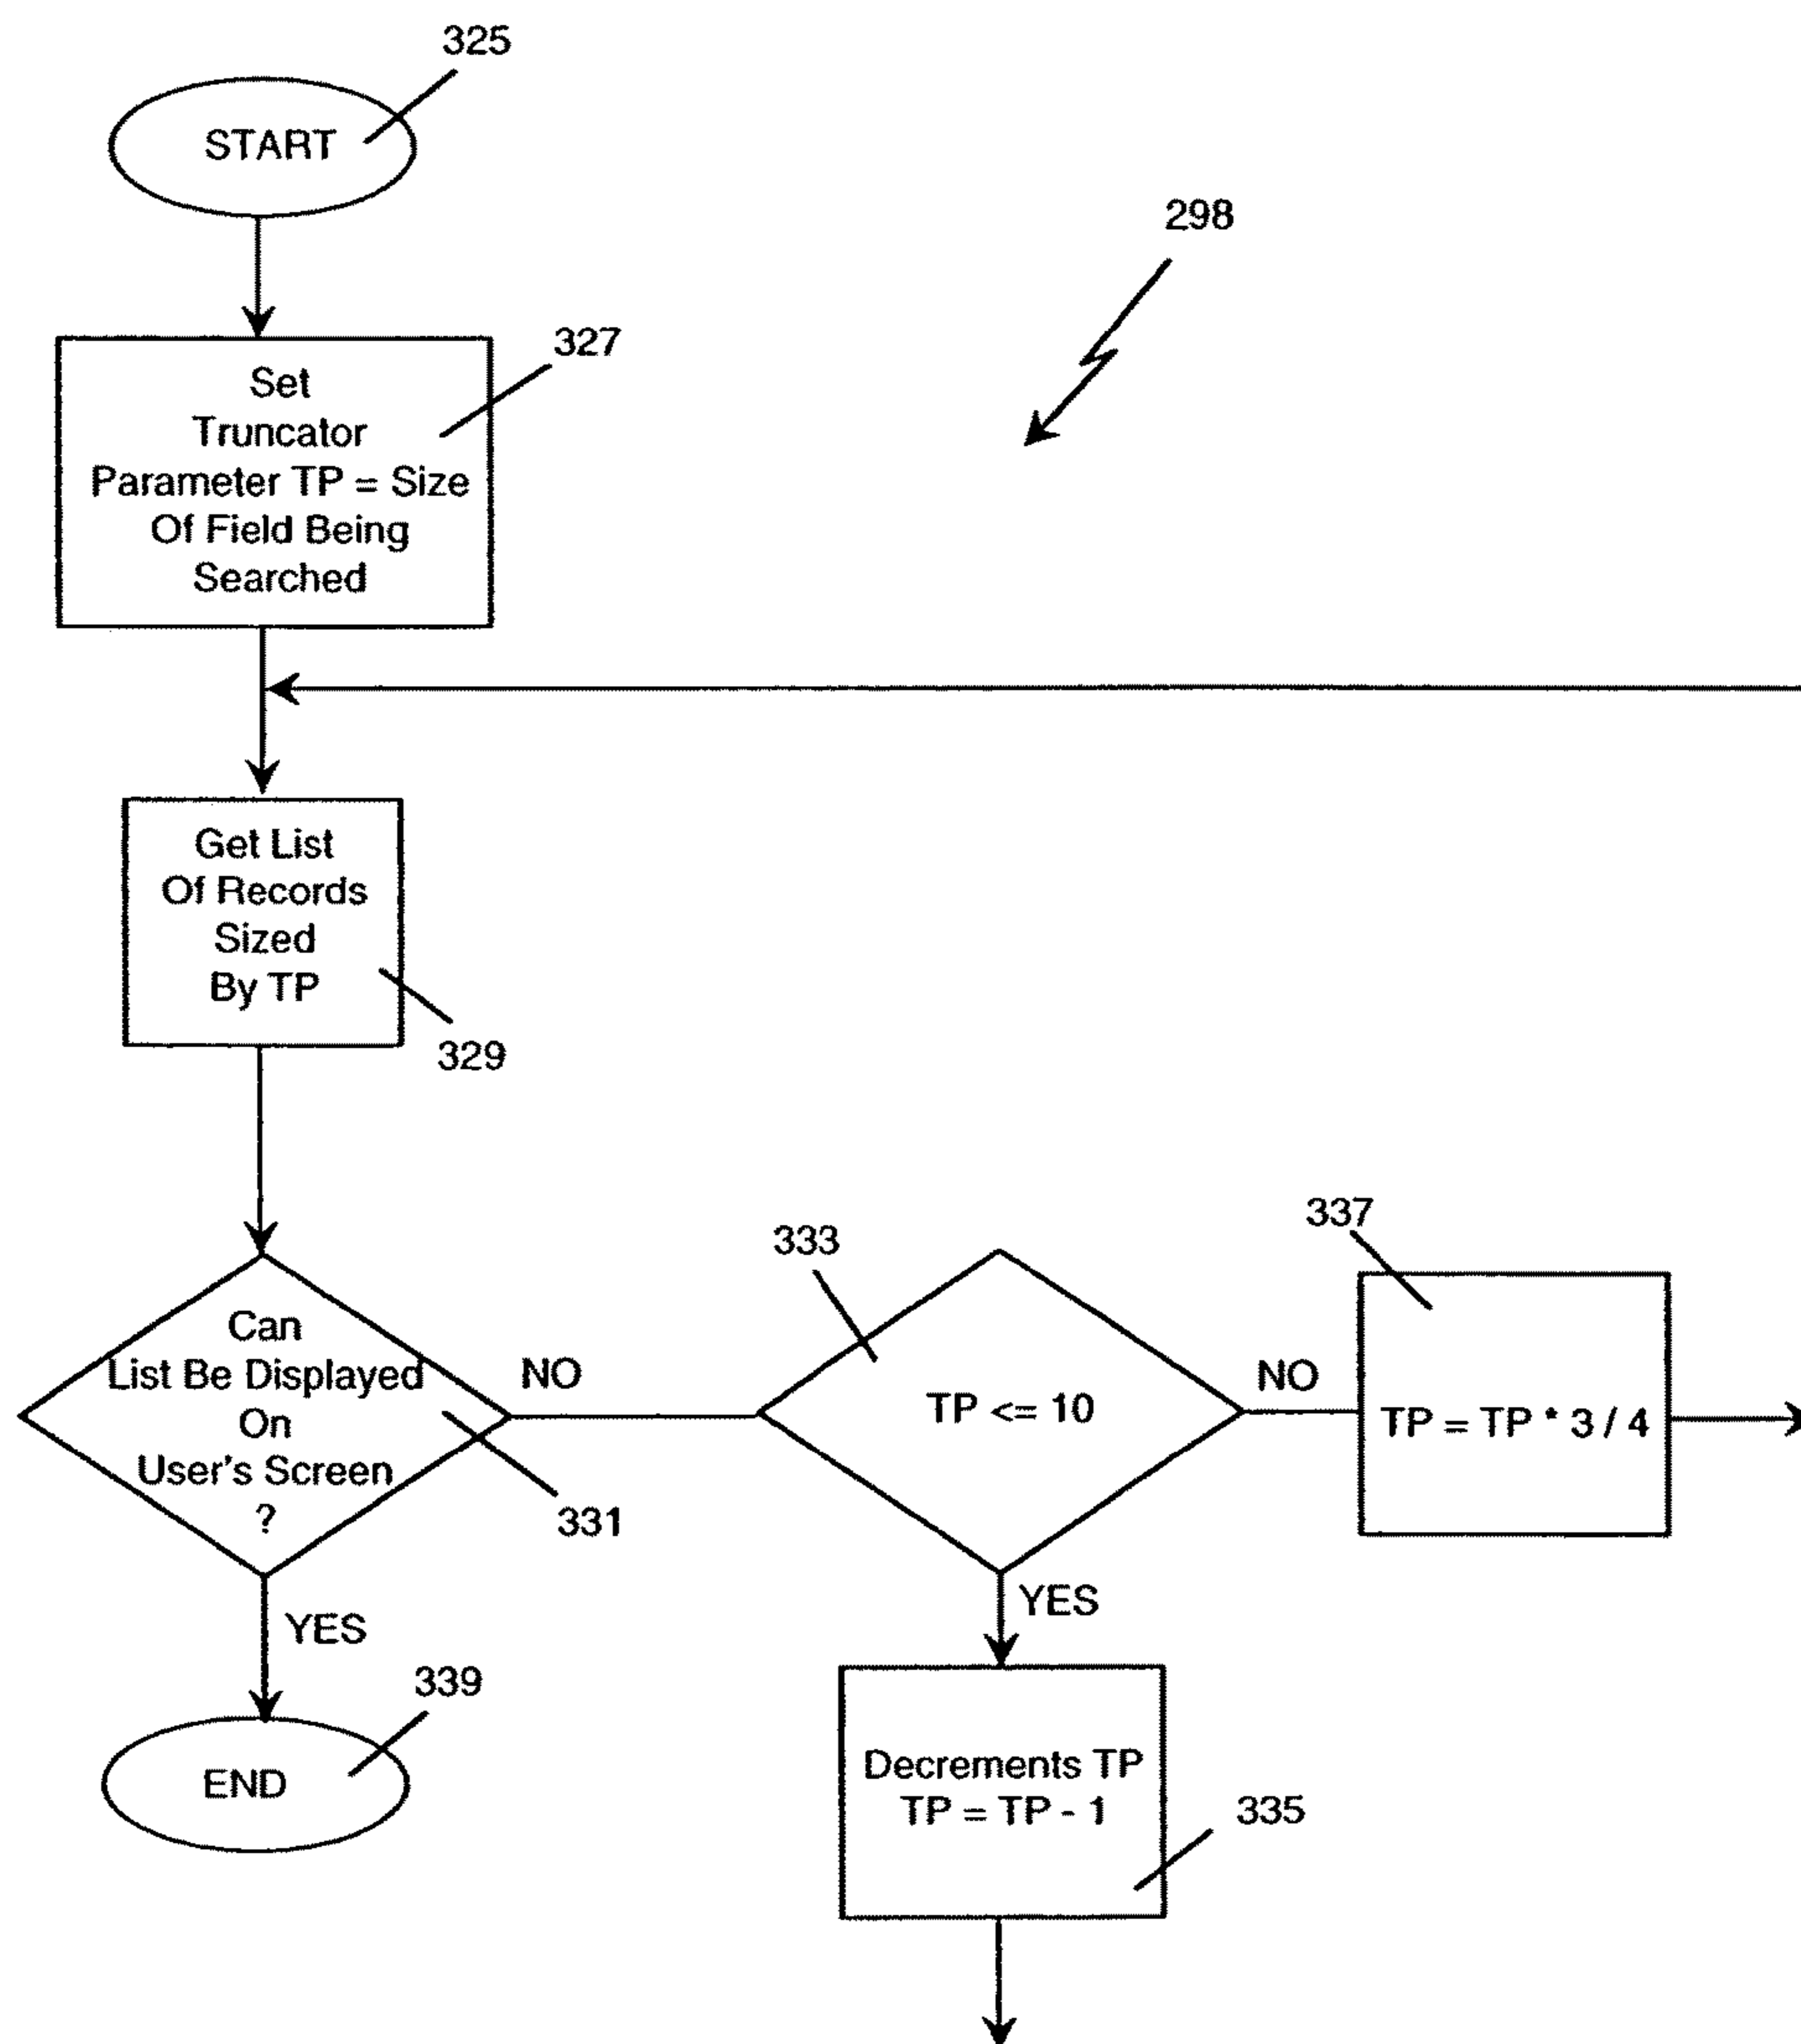 325
START
298
327
Set
Truncator
Parameter TP = Size
Of Field Being
Searched
Get List
Of Records
Sized
By TP
329
337
333
Can
List Be Displayed
On
User's Screen
?
NO
331
TP <= 10
NO
TP = TP * 3 / 4
YES
YES
339
END
Decrements TP
TP = TP - 1
335